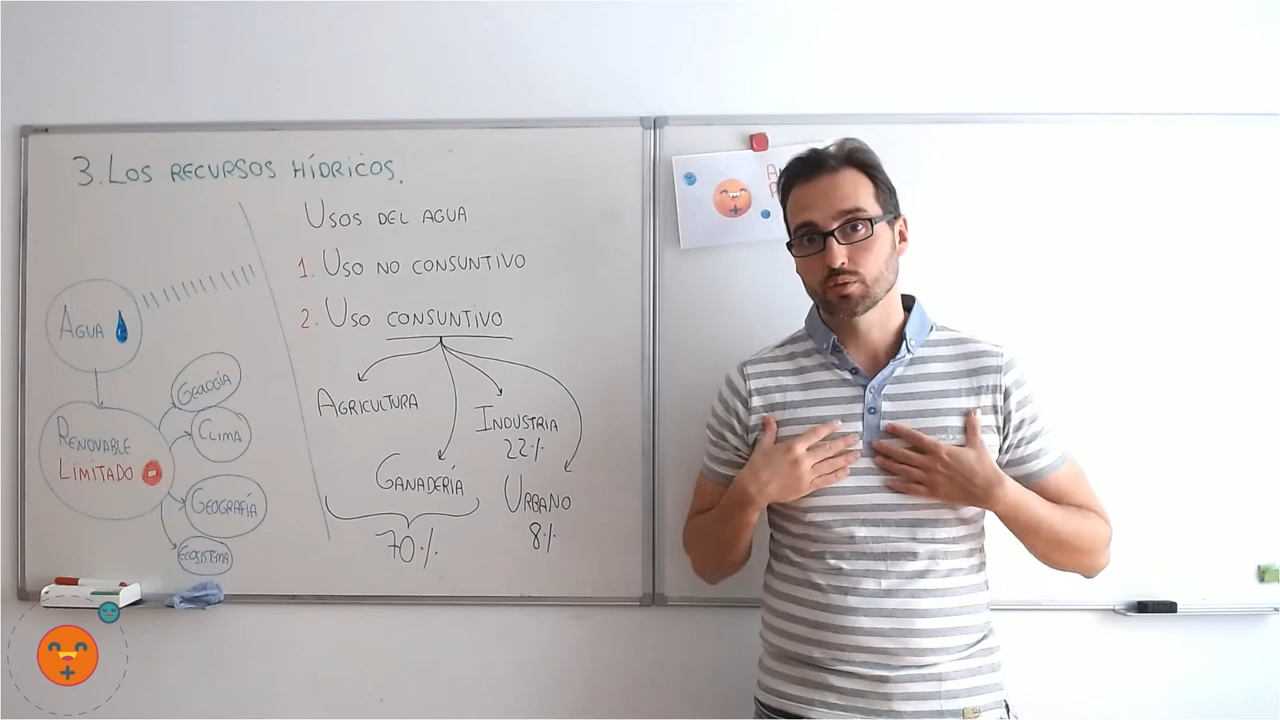 3. LOS RECURSOS HÍDRICOS.
AGUA
RENOVABLE
LIMITADO
GEOLOGÍA
CLIMA
GEOGRAFÍA
ECOSISTEMA
USOS DEL AGUA
1. USO NO CONSUNTIVO
2. USO CONSUNTIVO
AGRICULTURA
GANADERÍA
70%
INDUSTRIA
22%
URBANO
8%